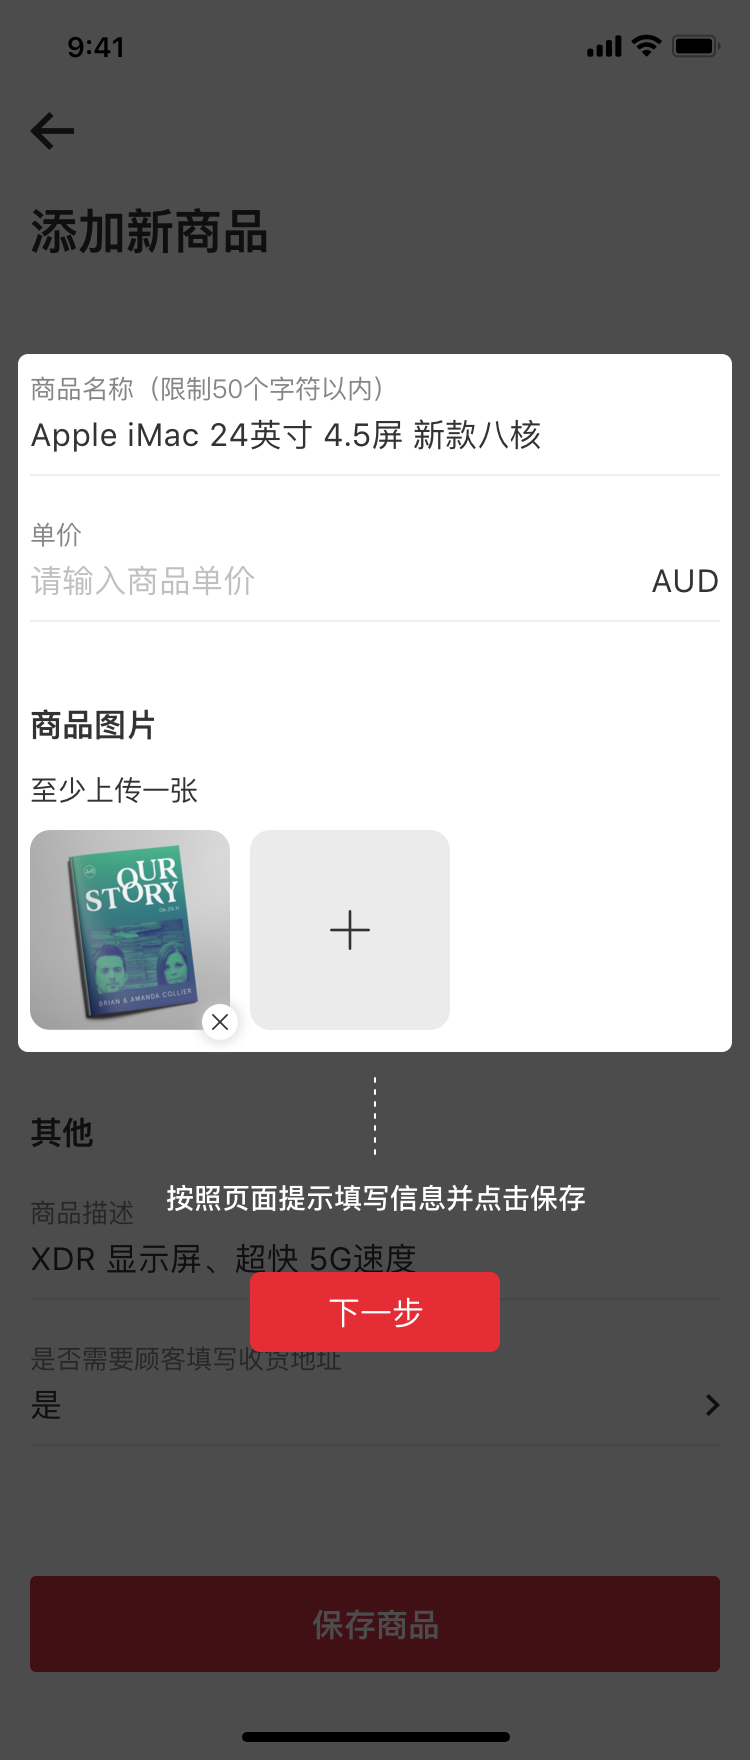 9:41
添加新商品
商品名称（限制50个字符以内）
Apple iMac 24英寸 4.5屏 新款八核
单价
请输入商品单价 AUD
商品图片
至少上传一张
OUR
STORY
BRIAN & AMANDA COLLIER
其他
按照页面提示填写信息并点击保存
商品描述
XDR 显示屏、超快 5G速度
下一步
是否需要顾客填写收货地址
是
保存商品